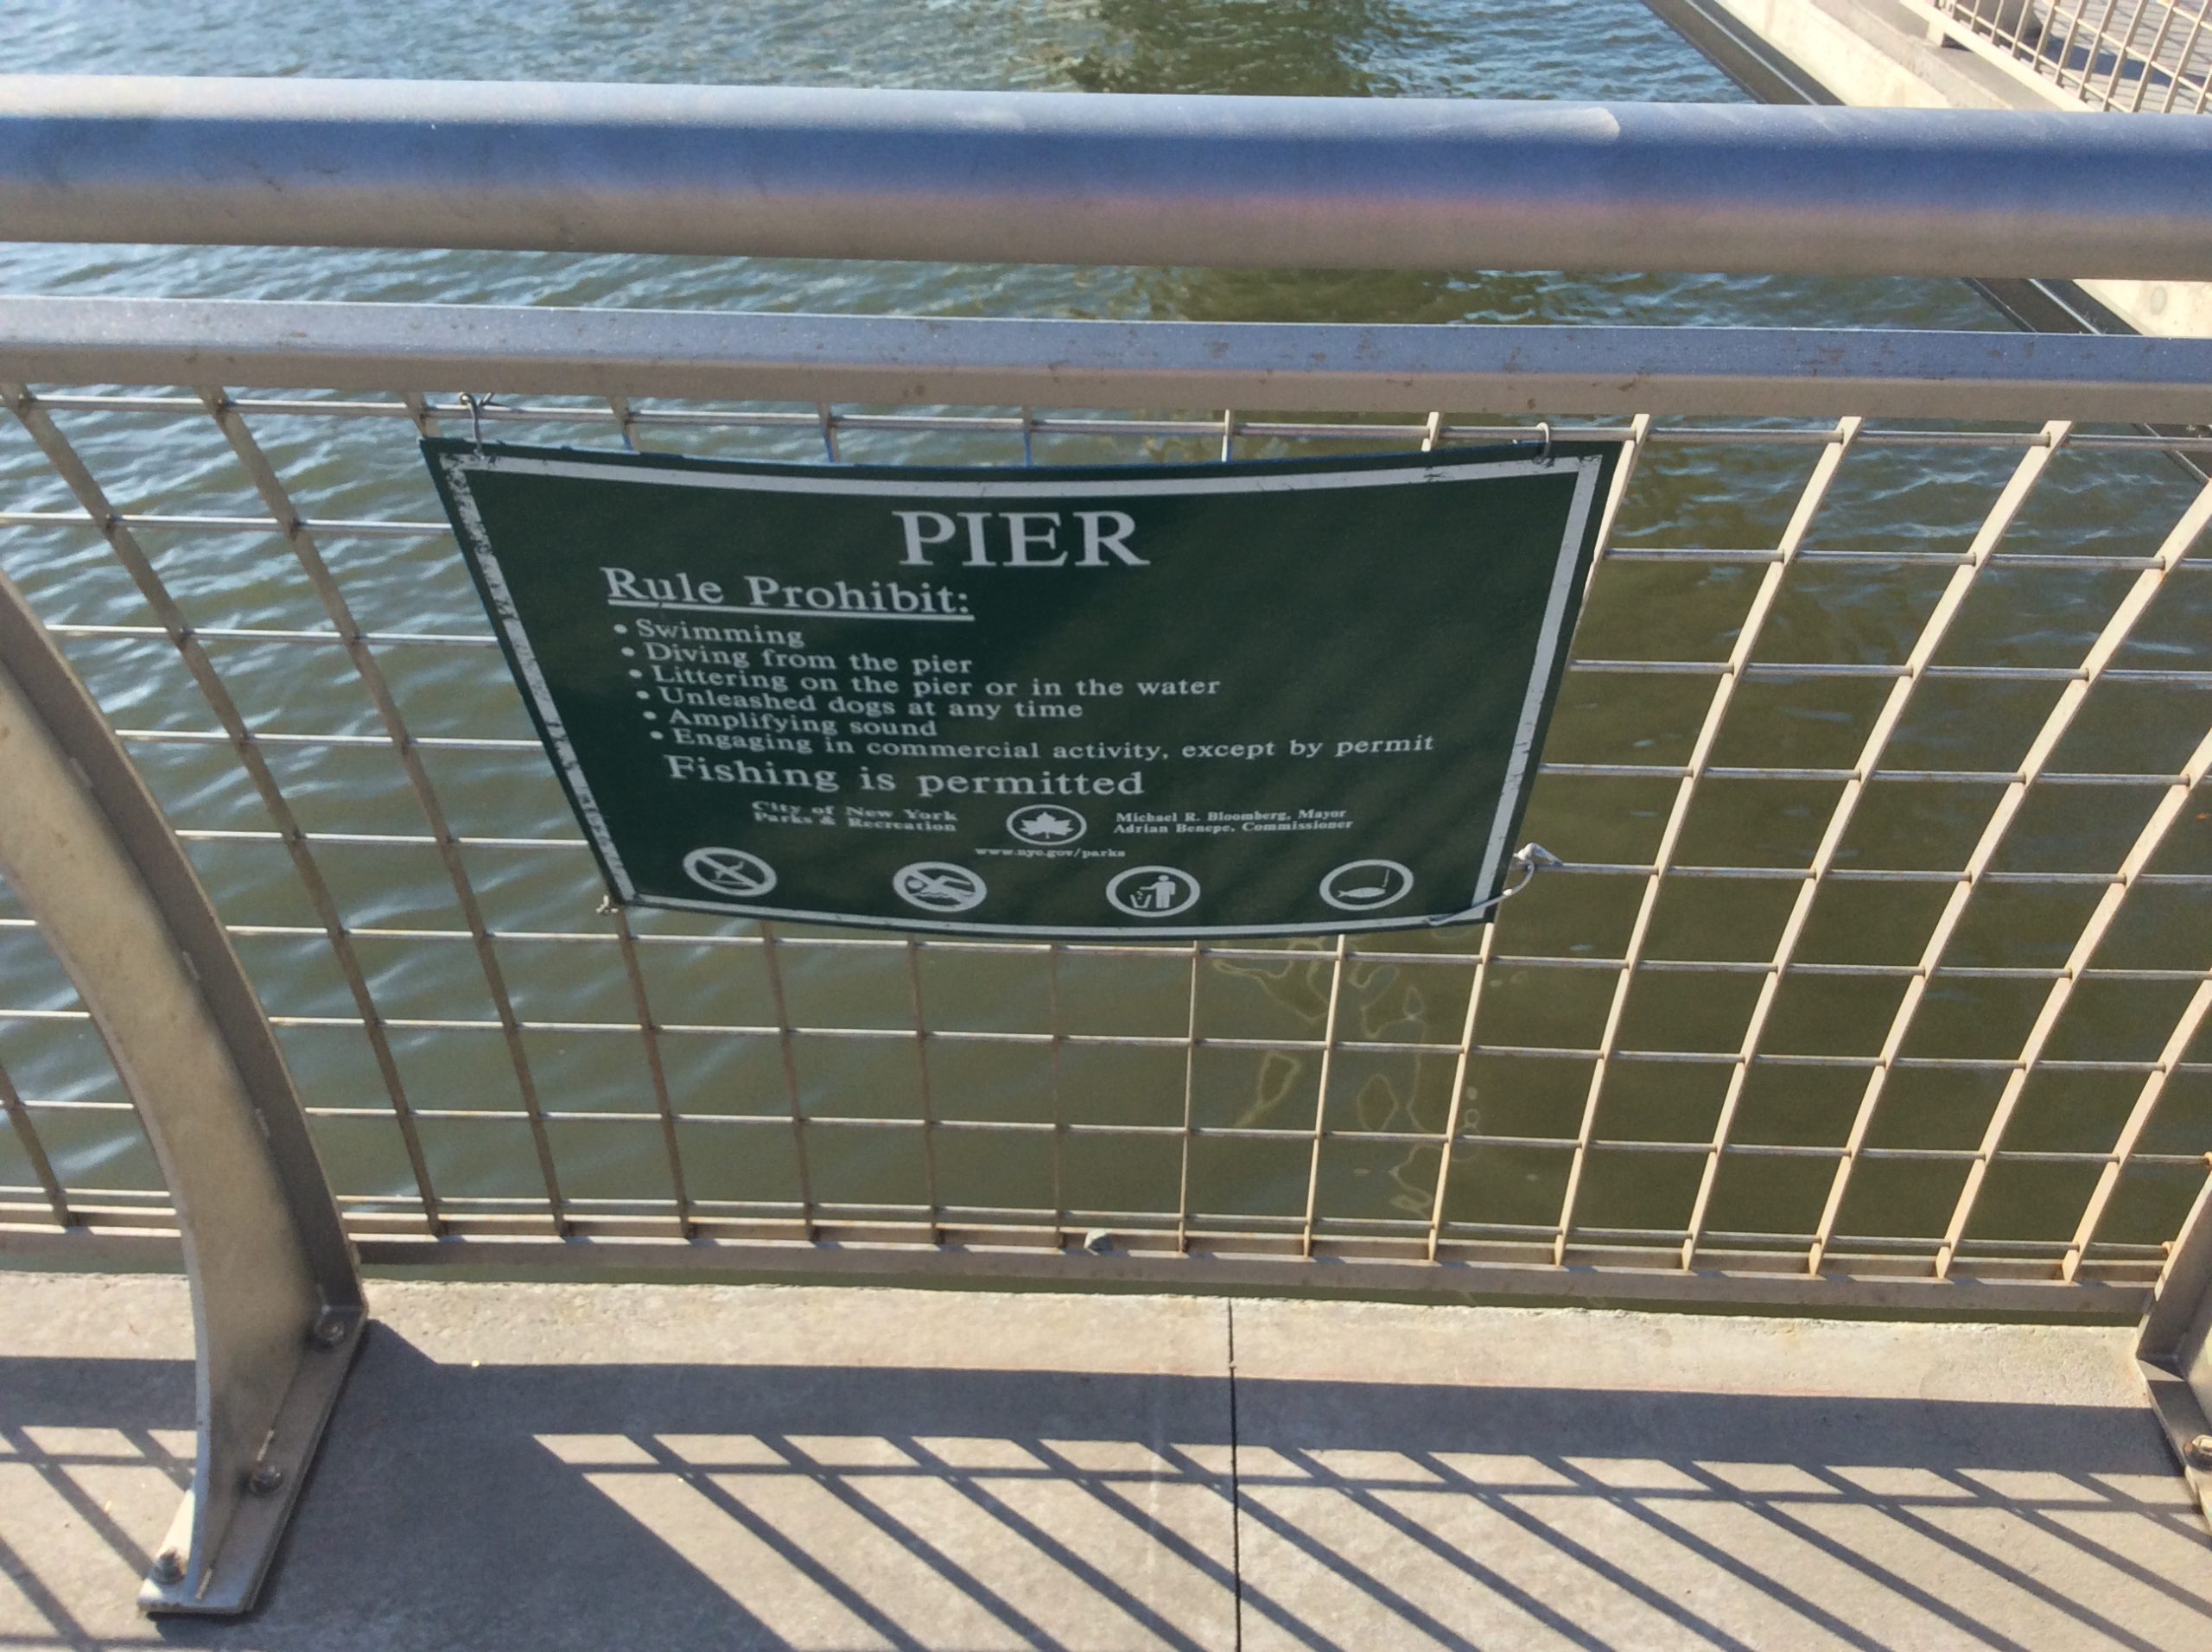 PIER
Rule Prohibit:
• Swimming
• Diving from the pier
• Littering on the pier or in the water
• Unleashed dogs at any time
• Amplifying sound
• Engaging in commercial activity, except by permit
Fishing is permitted
City of New York
Parks & Recreation
Michael R. Bloomberg, Mayor
Adrian Benepe, Commissioner
www.nyc.gov/parks